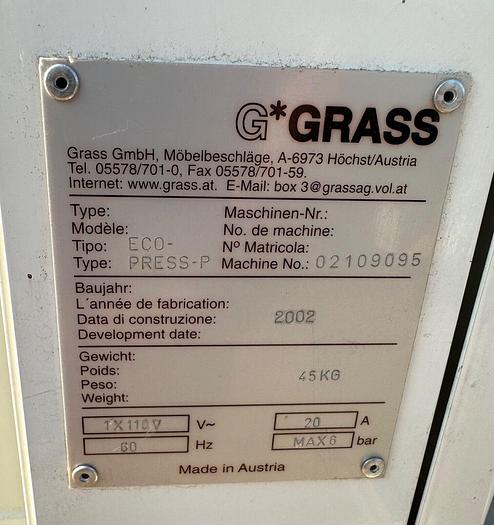 G*GRASS
Grass GmbH, Möbelbeschläge, A-6973 Höchst/Austria
Tel. 05578/701-0, Fax 05578/701-59.
Internet: www.grass.at. E-Mail: box 3@grassag.vol.at
Type: Maschinen-Nr.:
Modèle: No. de machine:
Tipo: ECO- Nº Matricola:
Type: PRESS-P Machine No.: 02109095
Baujahr:
L´année de fabrication:
Data di construzione: 2002
Development date:
Gewicht:
Poids:
Peso: 45KG
Weight:
1X110V V~ 20 A
60 Hz MAX6 bar
Made in Austria